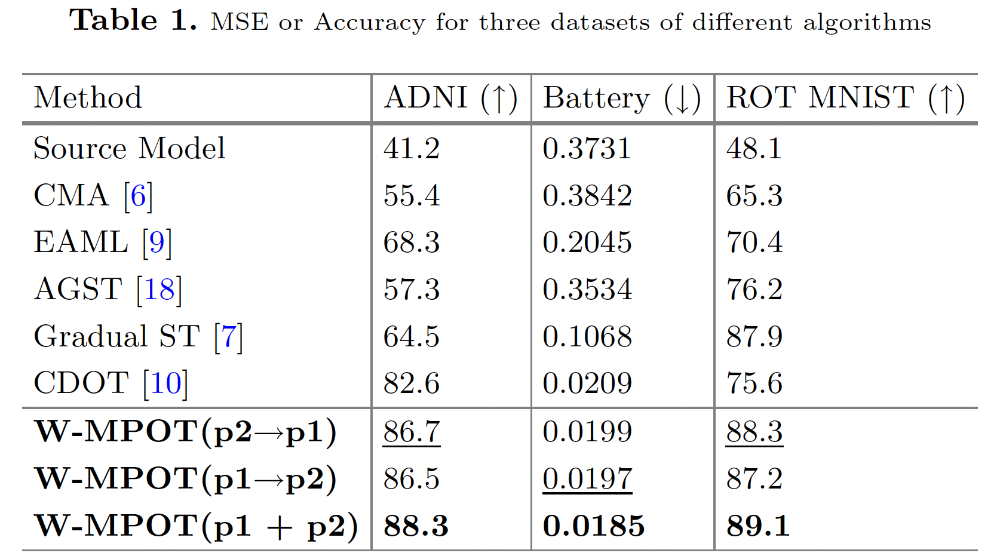 Table 1. MSE or Accuracy for three datasets of different algorithms
Method ADNI (↑) Battery (↓) ROT MNIST (↑)
Source Model 41.2 0.3731 48.1
CMA [6] 55.4 0.3842 65.3
EAML [9] 68.3 0.2045 70.4
AGST [18] 57.3 0.3534 76.2
Gradual ST [7] 64.5 0.1068 87.9
CDOT [10] 82.6 0.0209 75.6
W-MPOT(p2→p1) 86.7 0.0199 88.3
W-MPOT(p1→p2) 86.5 0.0197 87.2
W-MPOT(p1 + p2) 88.3 0.0185 89.1